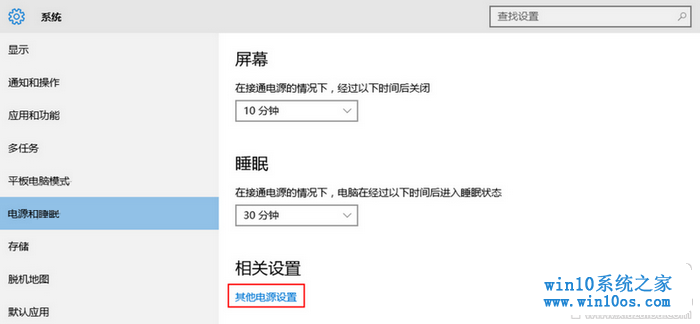 系统
查找设置
显示
通知和操作
应用和功能
多任务
平板电脑模式
电源和睡眠
存储
脱机地图
默认应用
屏幕
在接通电源的情况下，经过以下时间后关闭
10 分钟
睡眠
在接通电源的情况下，电脑在经过以下时间后进入睡眠状态
30 分钟
相关设置
其他电源设置
win10系统之家
www.win10os.com